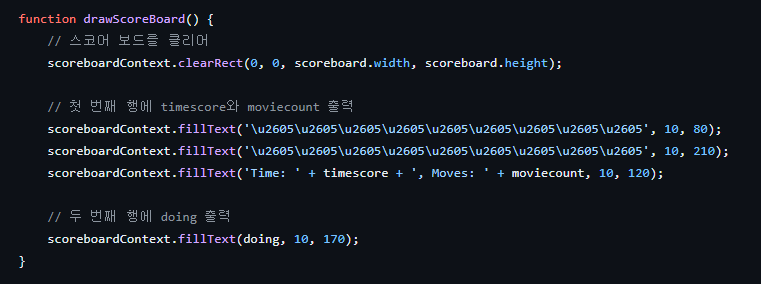 function drawScoreBoard() {
// 스코어 보드를 클리어
scoreboardContext.clearRect(0, 0, scoreboard.width, scoreboard.height);
// 첫 번째 행에 timescore와 moviecount 출력
scoreboardContext.fillText('\u2605\u2605\u2605\u2605\u2605\u2605\u2605\u2605\u2605', 10, 80);
scoreboardContext.fillText('\u2605\u2605\u2605\u2605\u2605\u2605\u2605\u2605\u2605', 10, 210);
scoreboardContext.fillText('Time: ' + timescore + ', Moves: ' + moviecount, 10, 120);
// 두 번째 행에 doing 출력
scoreboardContext.fillText(doing, 10, 170);
}